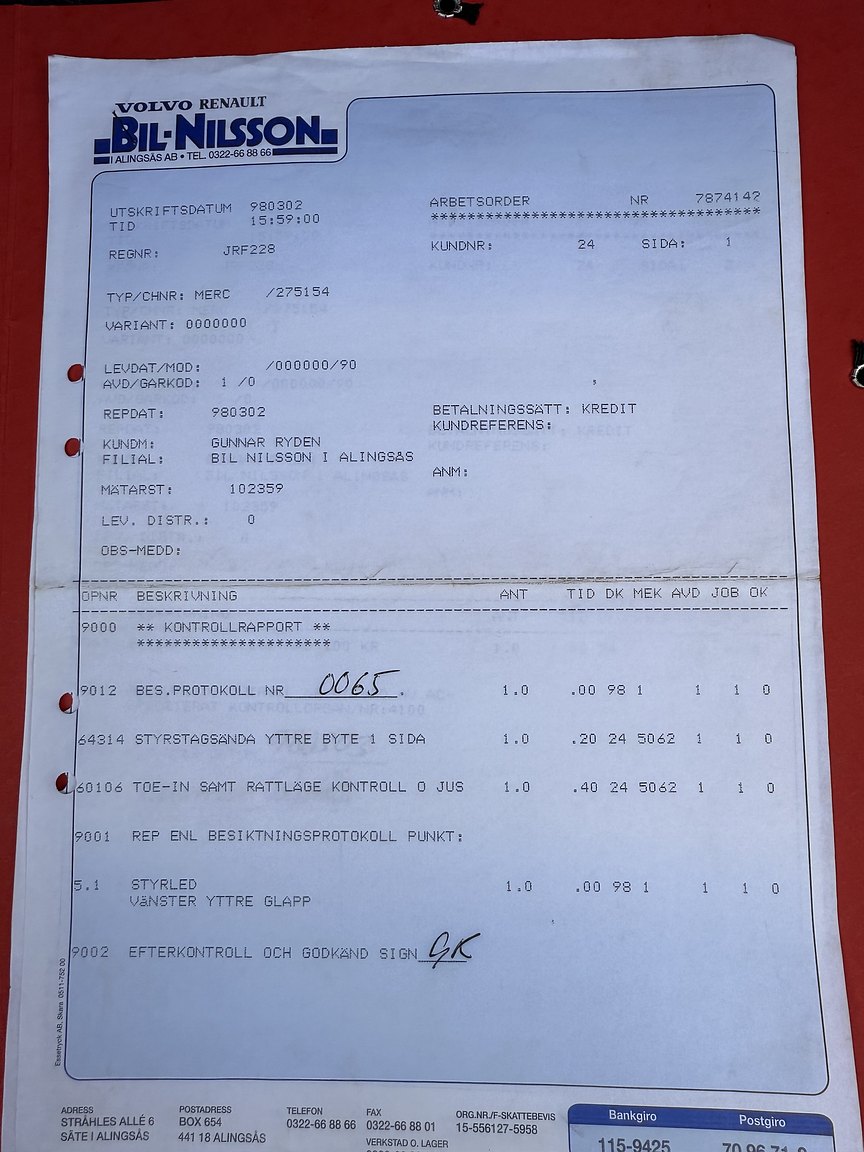 VOLVO RENAULT
BIL-NILSSON
I ALINGSÅS AB • TEL. 0322-66 88 66
UTSKRIFTSDATUM 980302
TID 15:59:00
ARBETSORDER NR 7874142
************************************
REGNR: JRF228
KUNDNR: 24 SIDA: 1
TYP/CHNR: MERC /275154
VARIANT: 0000000
LEVDAT/MOD: /000000/90
AVD/GARKOD: 1 /0
REPDAT: 980302
BETALNINGSSÄTT: KREDIT
KUNDREFERENS:
KUNDM: GUNNAR RYDEN
FILIAL: BIL NILSSON I ALINGSÅS
ANM:
MÄTARST: 102359
LEV. DISTR.: 0
OBS-MEDD:
OPNR BESKRIVNING ANT TID DK MEK AVD JOB OK
9000 ** KONTROLLRAPPORT **
*********************
9012 BES.PROTOKOLL NR 0065. 1.0 .00 98 1 1 1 0
64314 STYRSTAGSÄNDA YTTRE BYTE 1 SIDA 1.0 .20 24 5062 1 1 0
60106 TOE-IN SAMT RATTLÄGE KONTROLL O JUS 1.0 .40 24 5062 1 1 0
9001 REP ENL BESIKTNINGSPROTOKOLL PUNKT:
5.1 STYRLED 1.0 .00 98 1 1 1 0
VäNSTER YTTRE GLAPP
9002 EFTERKONTROLL OCH GODKÄND SIGN GK
Essetryck AB, Skara 0511-752 00
ADRESS
STRÅHLES ALLÉ 6
SÄTE I ALINGSÅS
POSTADRESS
BOX 654
441 18 ALINGSÅS
TELEFON
0322-66 88 66
FAX
0322-66 88 01
VERKSTAD O. LAGER
ORG.NR./F-SKATTEBEVIS
15-556127-5958
Bankgiro
115-9425
Postgiro